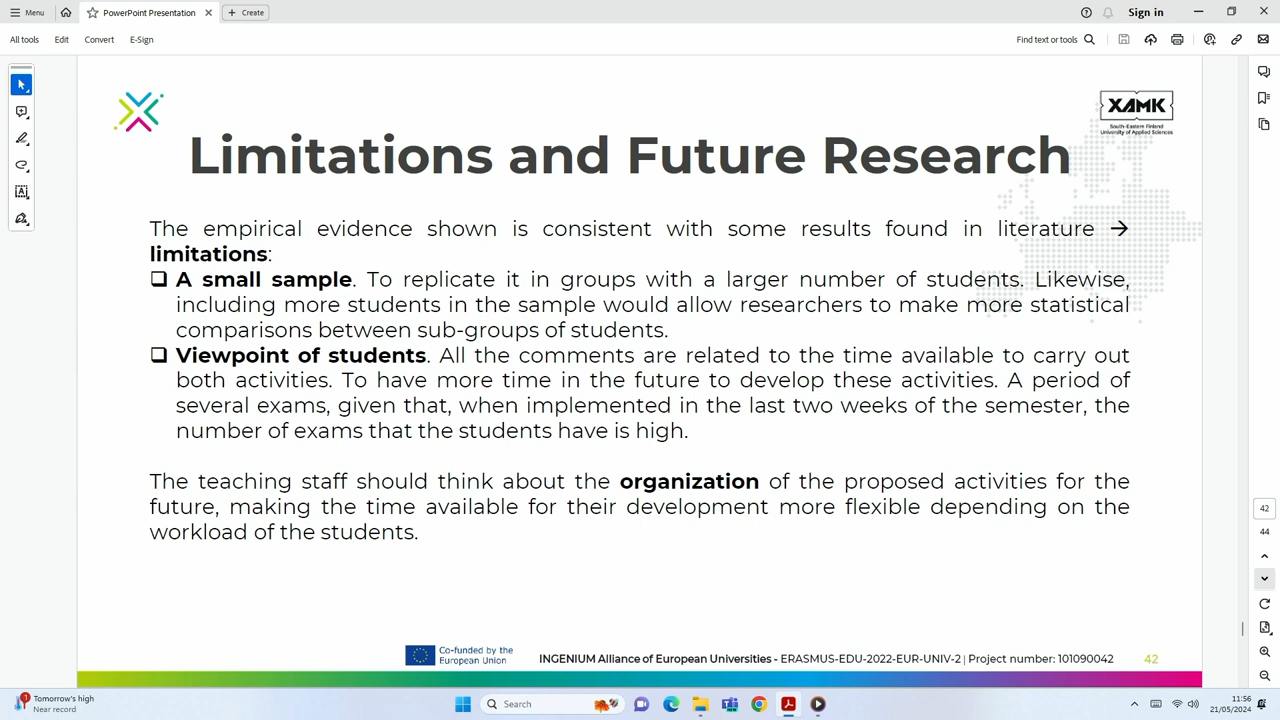 Menu
PowerPoint Presentation
Create
Sign in
All tools
Edit
Convert
E-Sign
Find text or tools
XAMK
South-Eastern Finland
University of Applied Sciences
Limitations and Future Research
The empirical evidence shown is consistent with some results found in literature →
limitations:
❑ A small sample. To replicate it in groups with a larger number of students. Likewise,
including more students in the sample would allow researchers to make more statistical
comparisons between sub-groups of students.
❑ Viewpoint of students. All the comments are related to the time available to carry out
both activities. To have more time in the future to develop these activities. A period of
several exams, given that, when implemented in the last two weeks of the semester, the
number of exams that the students have is high.
The teaching staff should think about the organization of the proposed activities for the
future, making the time available for their development more flexible depending on the
workload of the students.
42
44
Co-funded by the
European Union
INGENIUM Alliance of European Universities - ERASMUS-EDU-2022-EUR-UNIV-2 | Project number: 101090042
42
1
Tomorrow's high
Near record
Search
11:56
21/05/2024